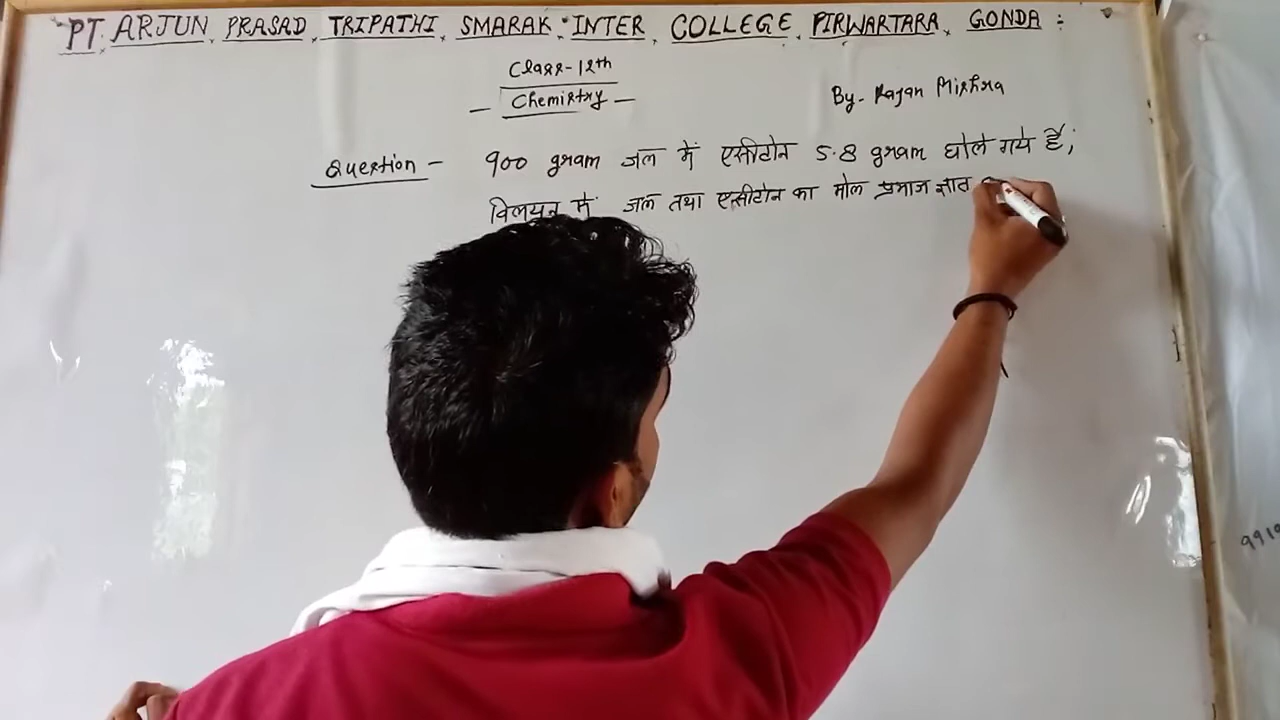 PT. ARJUN PRASAD TRIPATHI SMARAK INTER COLLEGE PIRWARTARA GONDA :
Class-12th
- Chemistry -
By- Rajan Mishra
Question - 900 gram जल में एसीटोन 5.8 gram घोले गये हैं;
विलयन में जल तथा एसीटोन का मोल प्रभाज ज्ञात